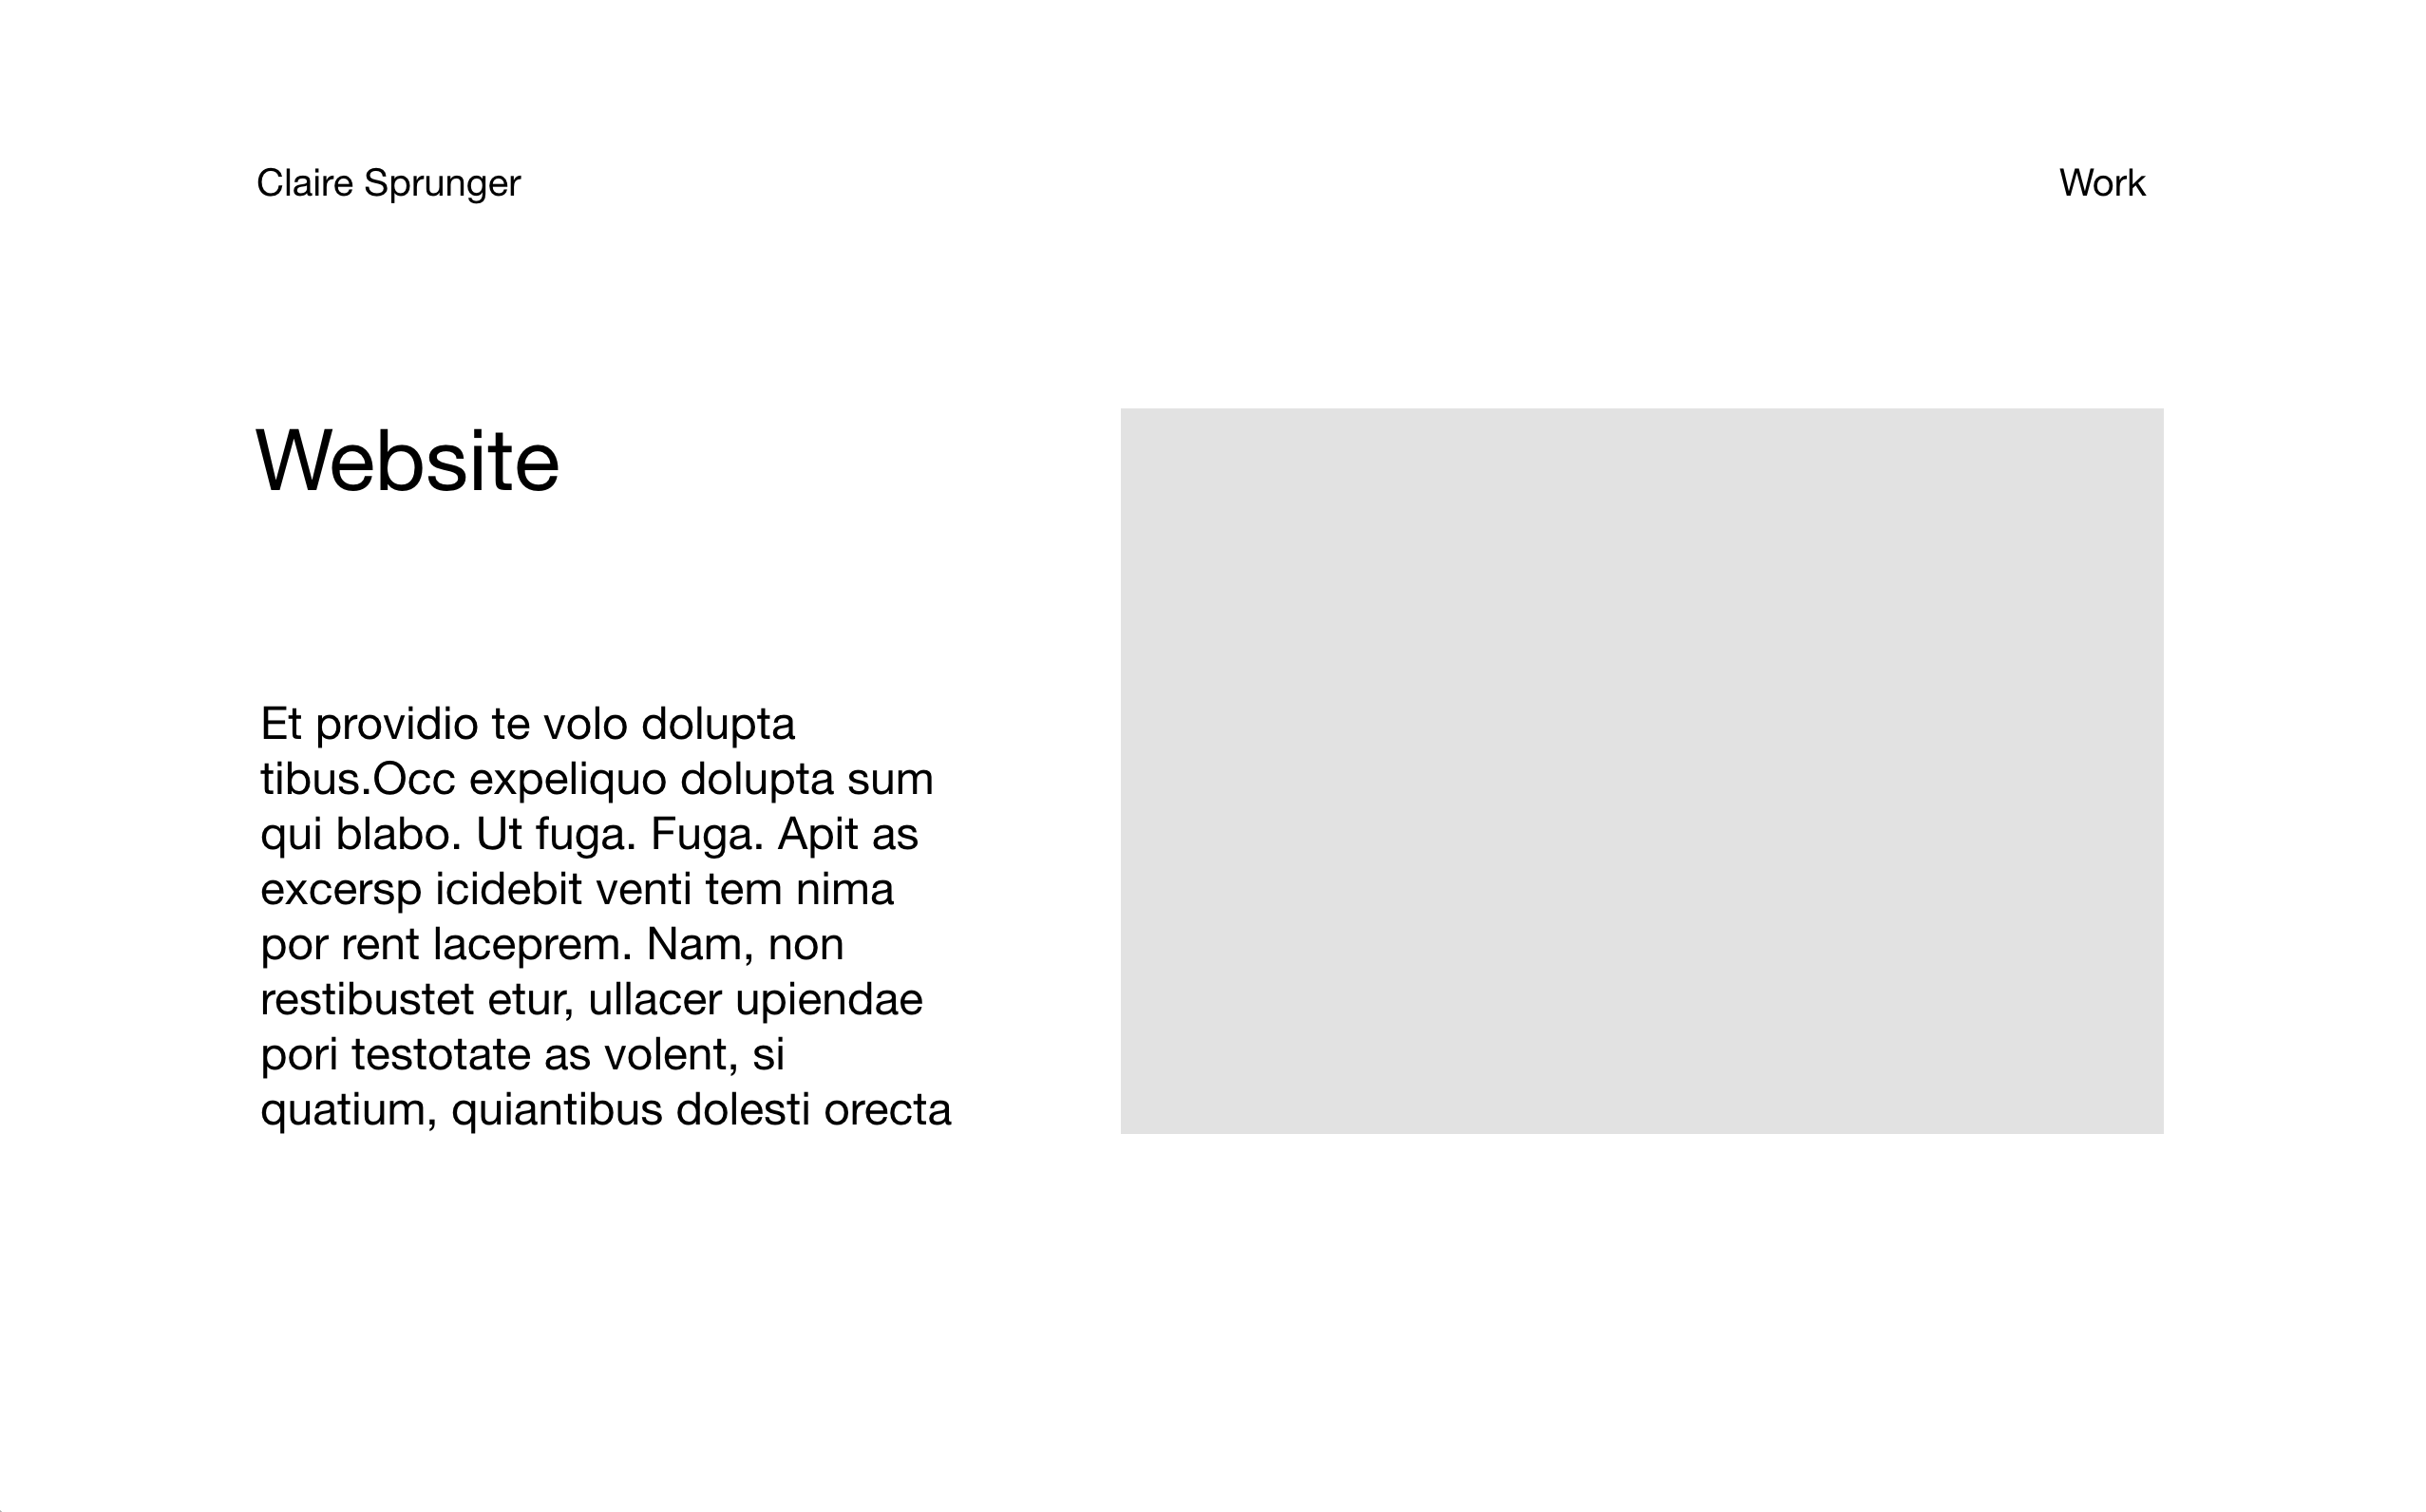 Claire Sprunger
Work
Website
Et providio te volo dolupta
tibus.Occ expeliquo dolupta sum
qui blabo. Ut fuga. Fuga. Apit as
excersp icidebit venti tem nima
por rent laceprem. Nam, non
restibustet etur, ullacer upiendae
pori testotate as volent, si
quatium, quiantibus dolesti orecta